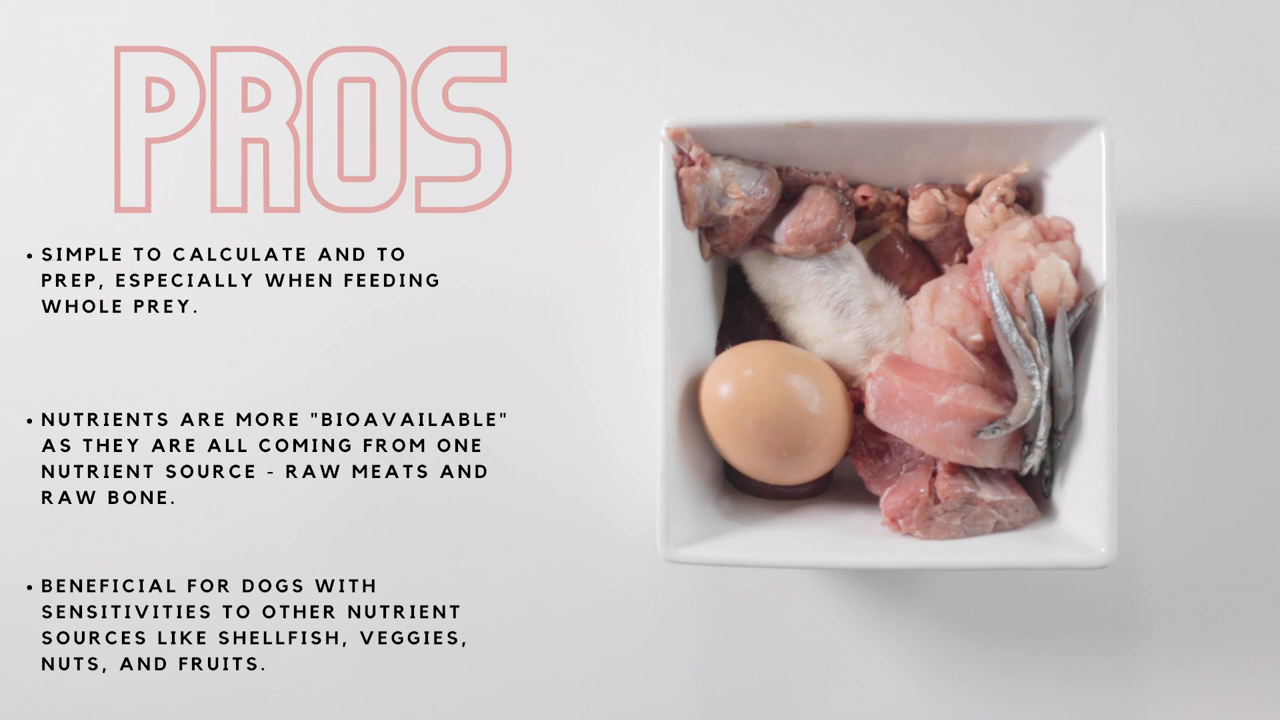 PROS
• SIMPLE TO CALCULATE AND TO
PREP, ESPECIALLY WHEN FEEDING
WHOLE PREY.
• NUTRIENTS ARE MORE "BIOAVAILABLE"
AS THEY ARE ALL COMING FROM ONE
NUTRIENT SOURCE - RAW MEATS AND
RAW BONE.
• BENEFICIAL FOR DOGS WITH
SENSITIVITIES TO OTHER NUTRIENT
SOURCES LIKE SHELLFISH, VEGGIES,
NUTS, AND FRUITS.